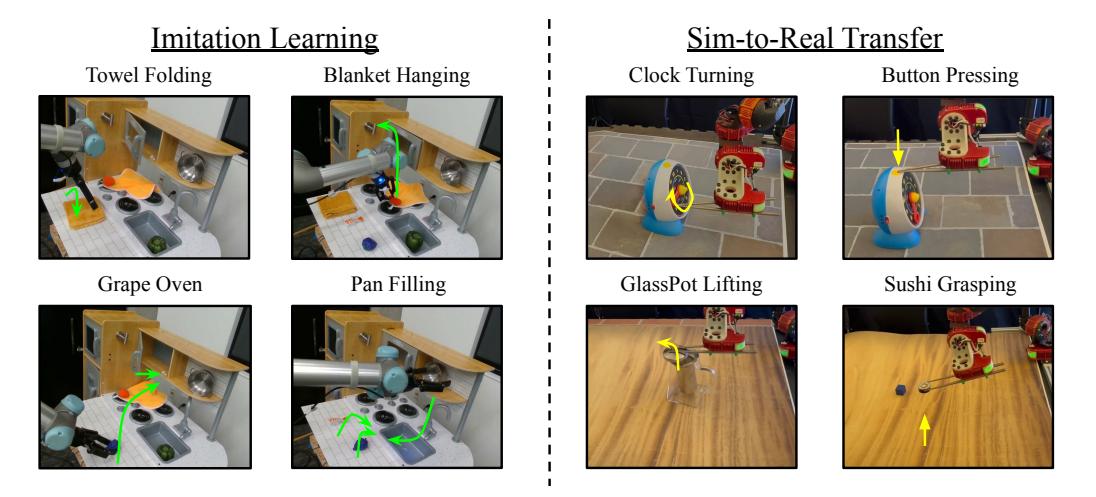 Imitation Learning
Sim-to-Real Transfer
Towel Folding
Blanket Hanging
Clock Turning
Button Pressing
Grape Oven
Pan Filling
GlassPot Lifting
Sushi Grasping